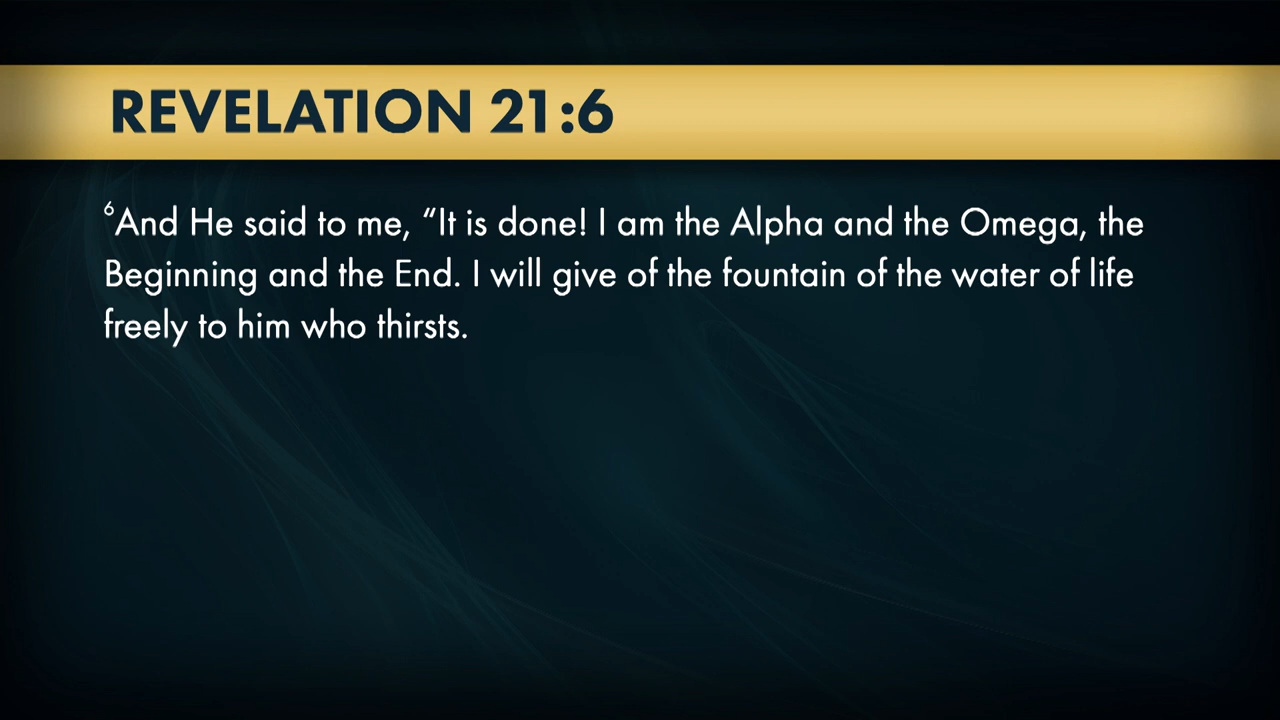 REVELATION 21:6
⁶And He said to me, “It is done! I am the Alpha and the Omega, the
Beginning and the End. I will give of the fountain of the water of life
freely to him who thirsts.